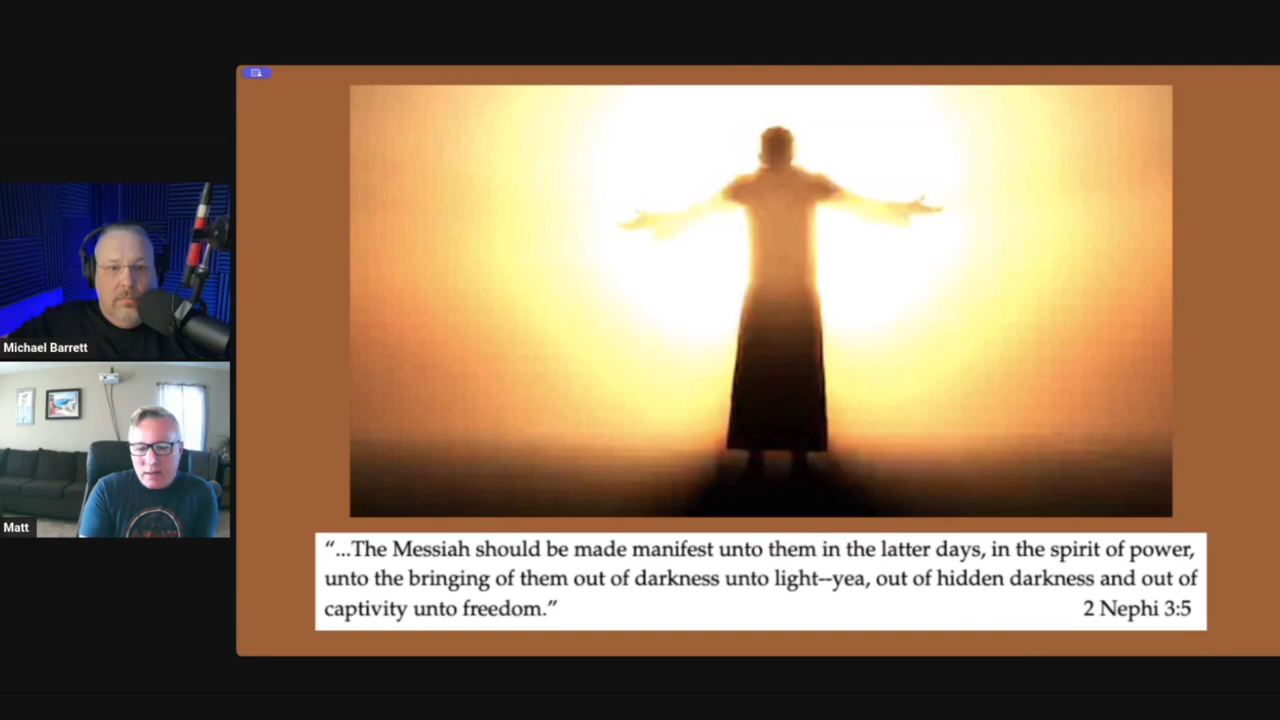 Michael Barrett
Matt
“...The Messiah should be made manifest unto them in the latter days, in the spirit of power,
unto the bringing of them out of darkness unto light--yea, out of hidden darkness and out of
captivity unto freedom.” 2 Nephi 3:5